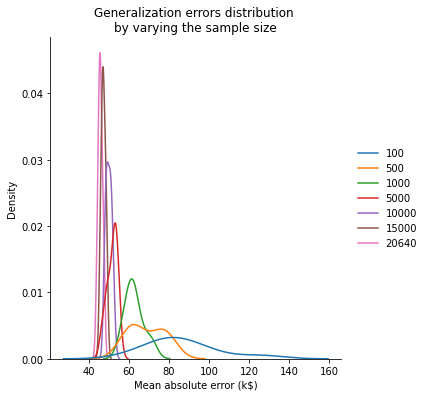 Generalization errors distribution
by varying the sample size
0.04
0.03
0.02
0.01
0.00
Density
40 60 80 100 120 140 160
Mean absolute error (k$)
100
500
1000
5000
10000
15000
20640